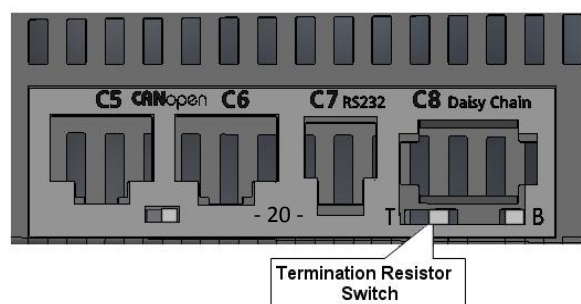 C5 CANopen C6 C7 RS232 C8 Daisy Chain
- 20 - T B
Termination Resistor
Switch